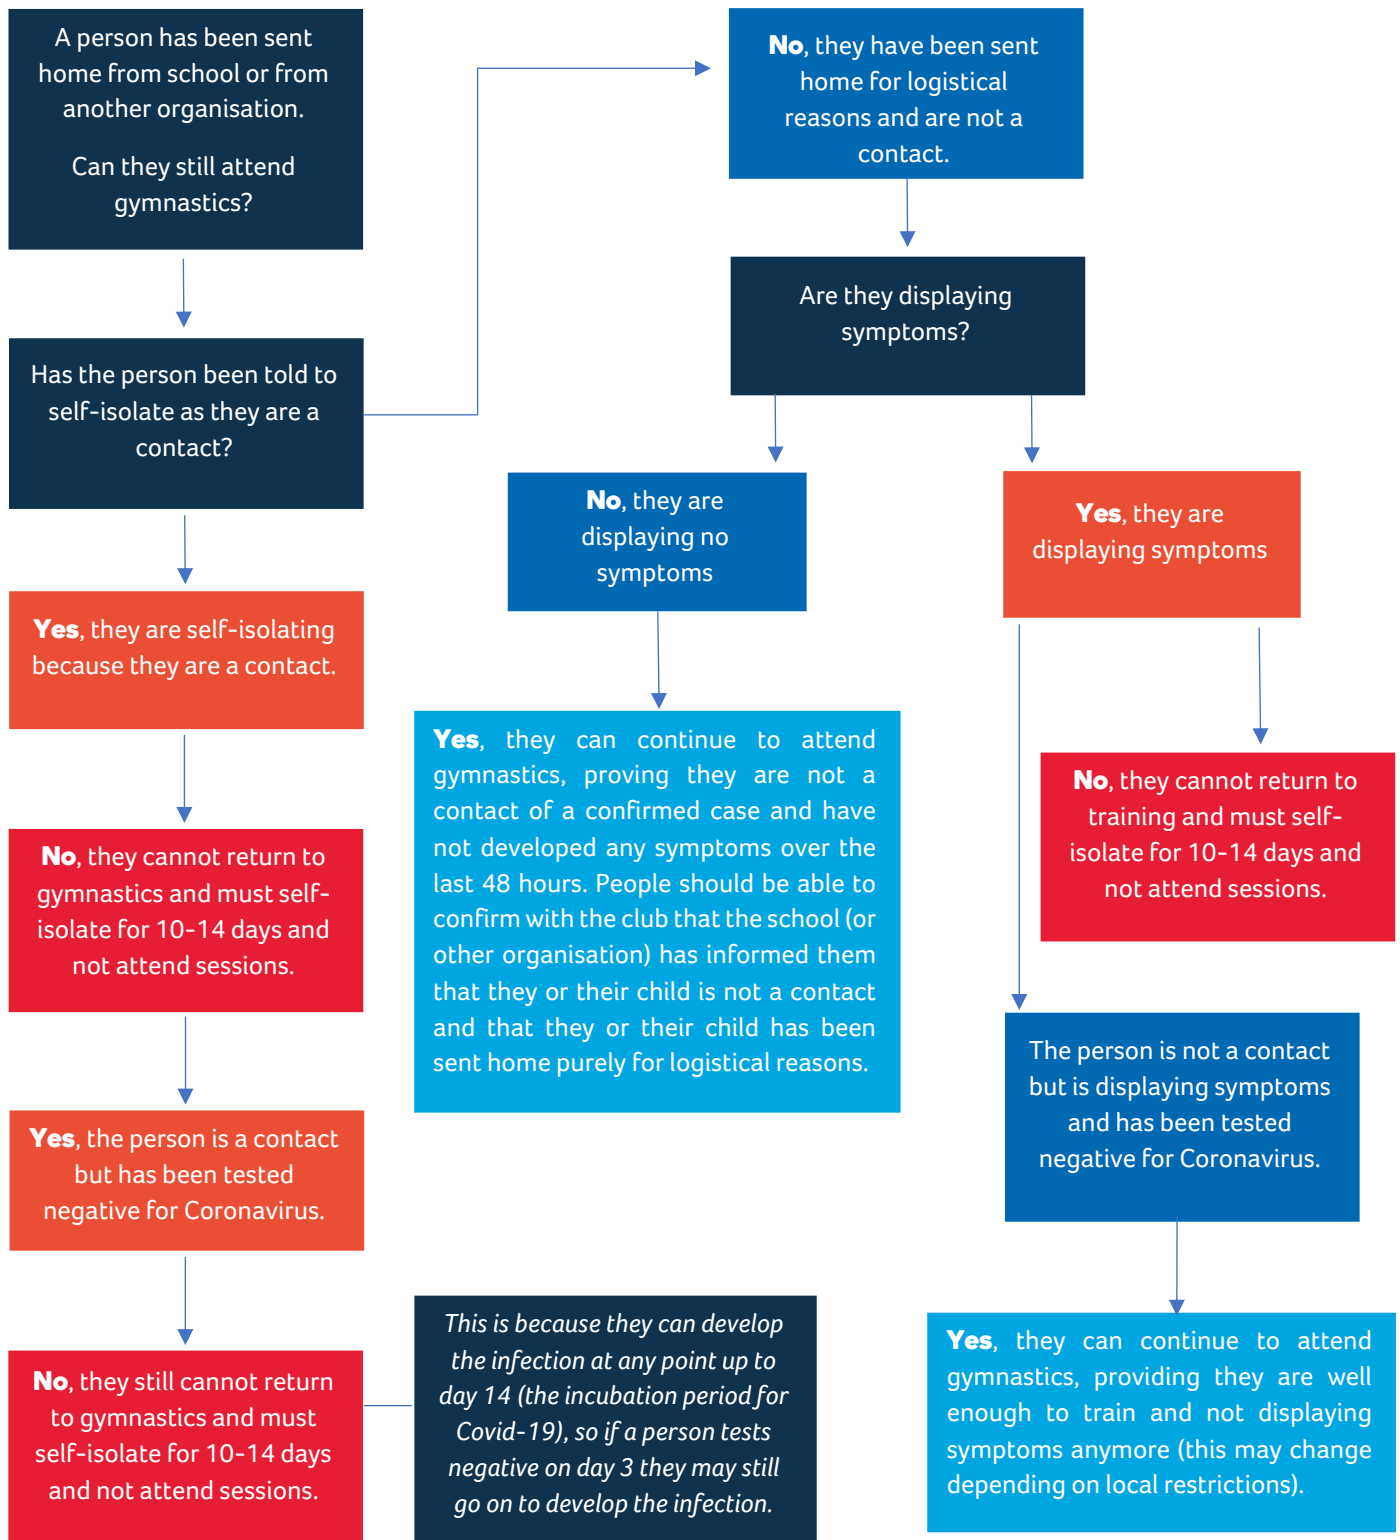 A person has been sent
home from school or from
another organisation.
Can they still attend
gymnastics?
Has the person been told to
self-isolate as they are a
contact?
Yes, they are self-isolating
because they are a contact.
No, they cannot return to
gymnastics and must self-
isolate for 10-14 days and
not attend sessions.
Yes, the person is a contact
but has been tested
negative for Coronavirus.
No, they still cannot return
to gymnastics and must
self-isolate for 10-14 days
and not attend sessions.
This is because they can develop
the infection at any point up to
day 14 (the incubation period for
Covid-19), so if a person tests
negative on day 3 they may still
go on to develop the infection.
No, they have been sent
home for logistical
reasons and are not a
contact.
Are they displaying
symptoms?
No, they are
displaying no
symptoms
Yes, they can continue to attend
gymnastics, proving they are not a
contact of a confirmed case and have
not developed any symptoms over the
last 48 hours. People should be able to
confirm with the club that the school (or
other organisation) has informed them
that they or their child is not a contact
and that they or their child has been
sent home purely for logistical reasons.
Yes, they are
displaying symptoms
No, they cannot return to
training and must self-
isolate for 10-14 days and
not attend sessions.
The person is not a contact
but is displaying symptoms
and has been tested
negative for Coronavirus.
Yes, they can continue to attend
gymnastics, providing they are well
enough to train and not displaying
symptoms anymore (this may change
depending on local restrictions).